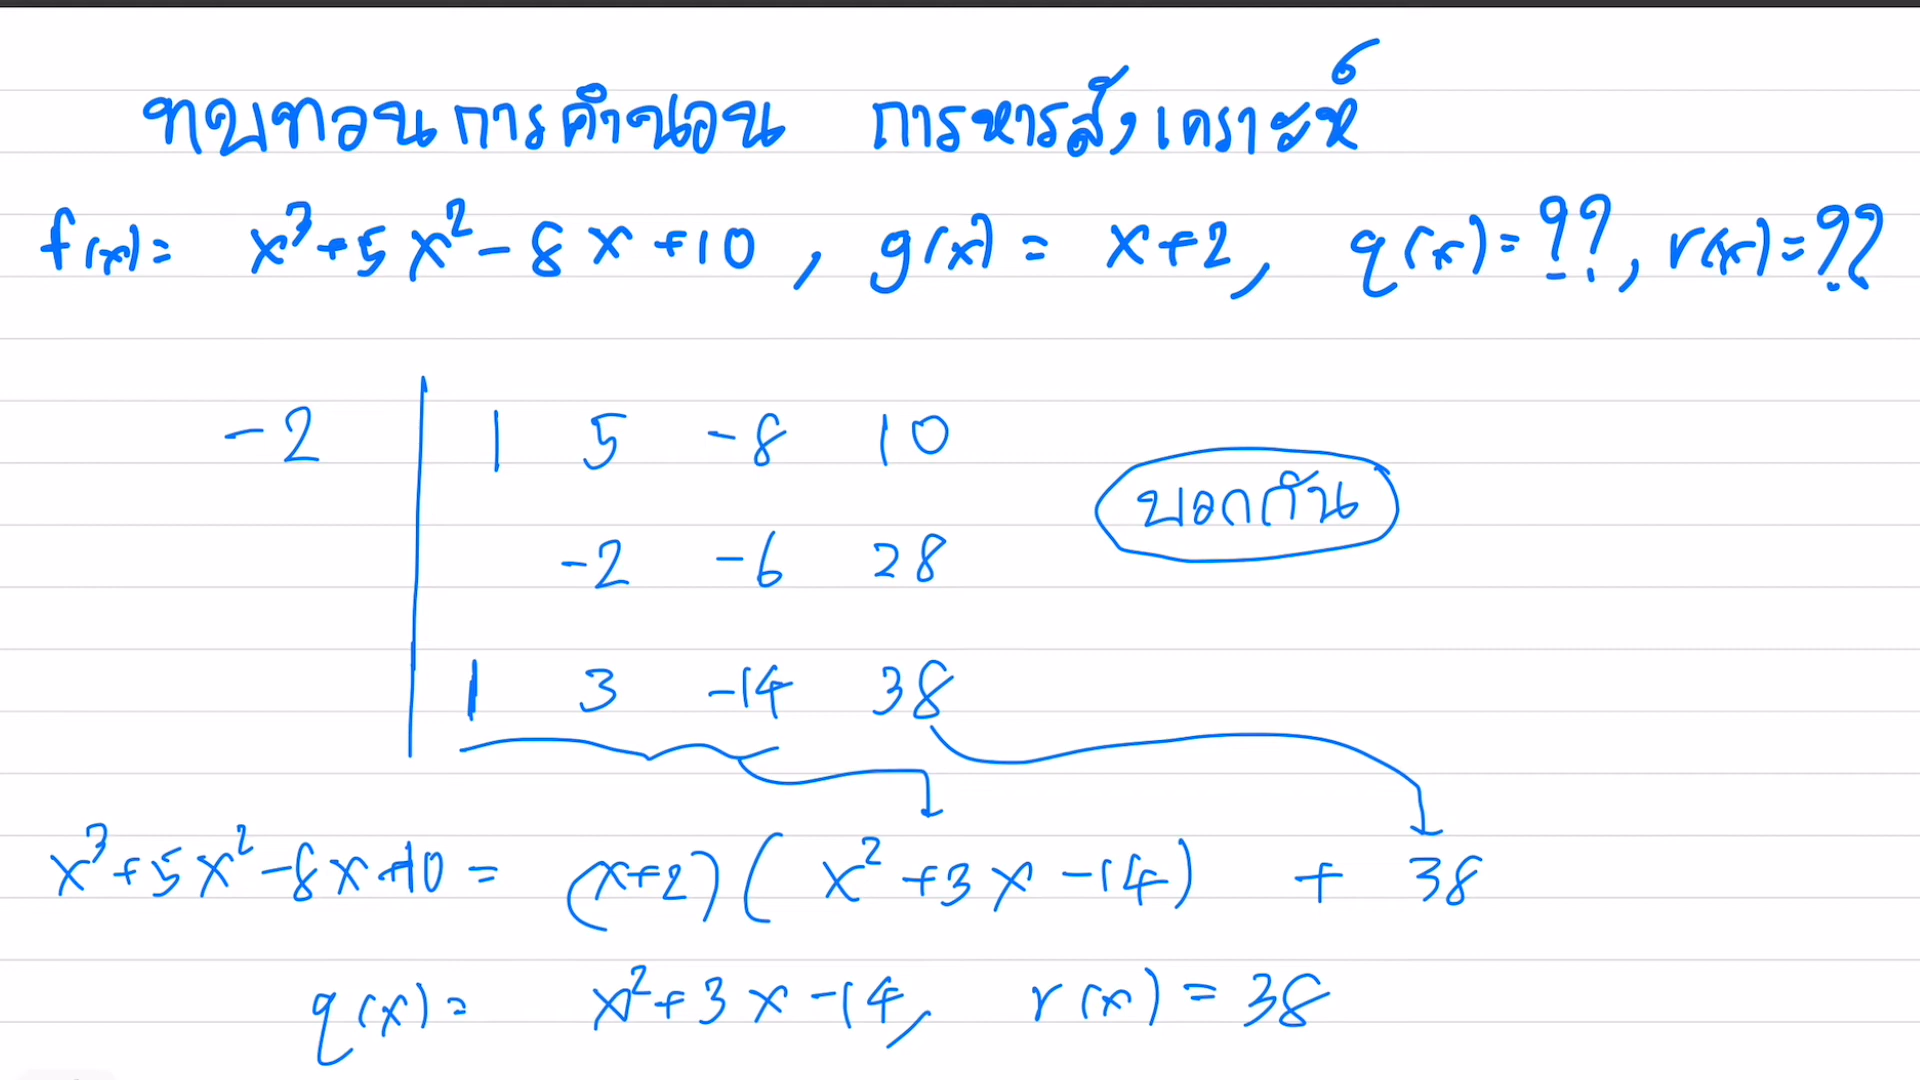 ทบทวนการคำนวน การหารสังเคราะห์
f(x) = x³+5x²-8x+10, g(x) = x+2, q(x)=??, r(x)=??
-2 | 1 5 -8 10
บอกกัน
-2 -6 28
1 3 -14 38
x³+5x²-8x+10 = (x+2)(x²+3x-14) + 38
q(x) = x²+3x-14, r(x) = 38